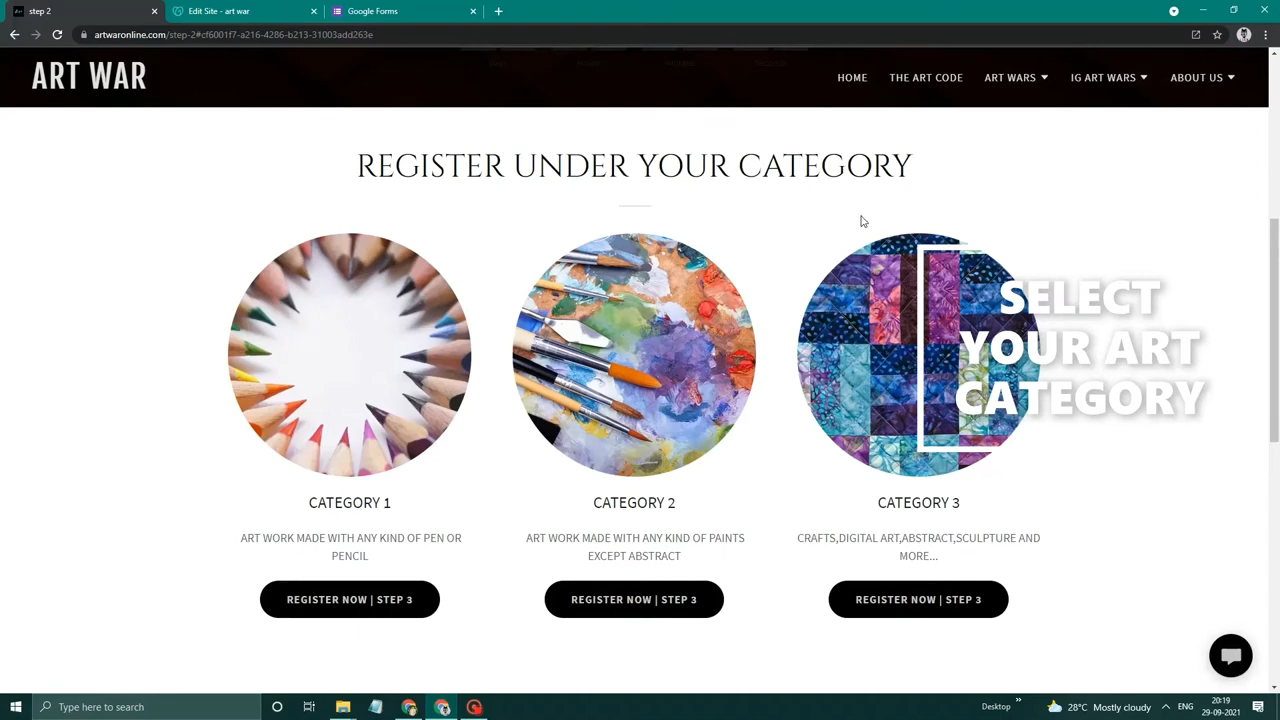 step 2
Edit Site - art war
Google Forms
artwaronline.com/step-2#cf6001f7-a216-4286-b213-31003add263e
ART WAR
HOME
THE ART CODE
ART WARS
IG ART WARS
ABOUT US
REGISTER UNDER YOUR CATEGORY
SELECT
YOUR ART
CATEGORY
CATEGORY 1
ART WORK MADE WITH ANY KIND OF PEN OR
PENCIL
REGISTER NOW | STEP 3
CATEGORY 2
ART WORK MADE WITH ANY KIND OF PAINTS
EXCEPT ABSTRACT
REGISTER NOW | STEP 3
CATEGORY 3
CRAFTS,DIGITAL ART,ABSTRACT,SCULPTURE AND
MORE...
REGISTER NOW | STEP 3
Type here to search
Desktop
28°C Mostly cloudy
ENG
20:19
29-09-2021